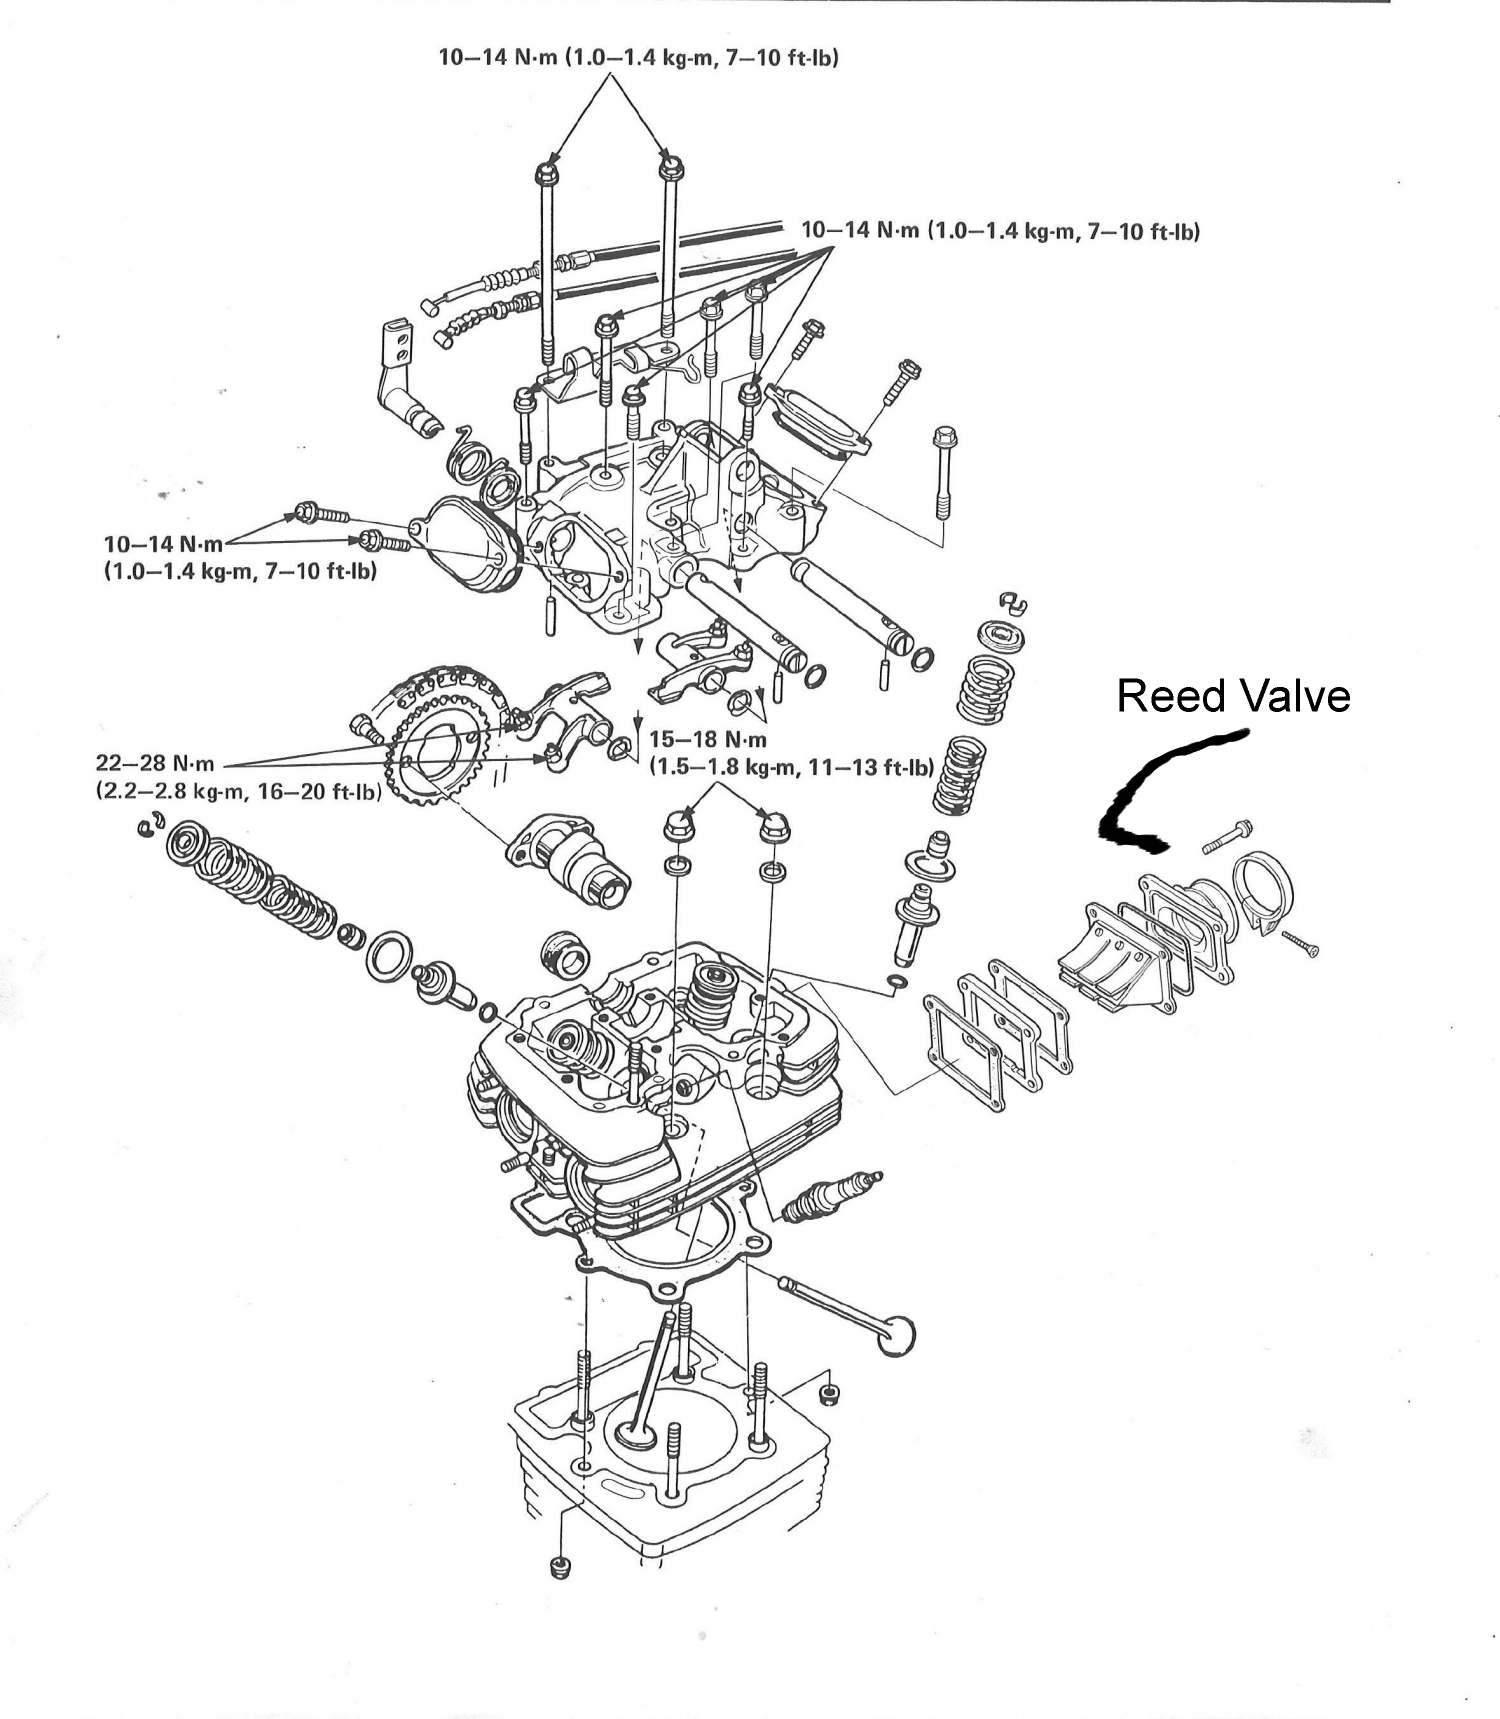 10–14 N·m (1.0–1.4 kg-m, 7–10 ft-lb)
10–14 N·m (1.0–1.4 kg-m, 7–10 ft-lb)
10–14 N·m
(1.0–1.4 kg-m, 7–10 ft-lb)
Reed Valve
15–18 N·m
(1.5–1.8 kg-m, 11–13 ft-lb)
22–28 N·m
(2.2–2.8 kg-m, 16–20 ft-lb)